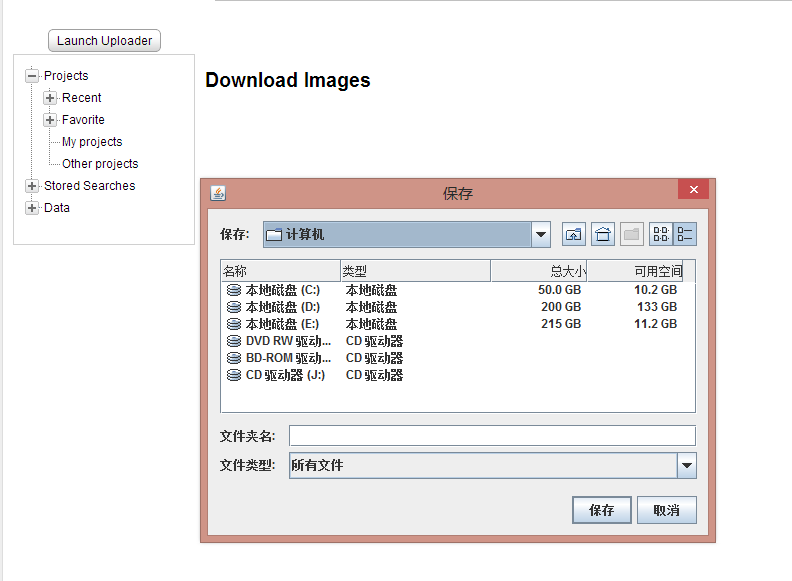 Launch Uploader
Projects
Recent
Favorite
My projects
Other projects
Stored Searches
Data
Download Images
保存
保存: 计算机
名称 类型 总大小 可用空间
本地磁盘 (C:) 本地磁盘 50.0 GB 10.2 GB
本地磁盘 (D:) 本地磁盘 200 GB 133 GB
本地磁盘 (E:) 本地磁盘 215 GB 11.2 GB
DVD RW 驱动... CD 驱动器
BD-ROM 驱动... CD 驱动器
CD 驱动器 (J:) CD 驱动器
文件夹名:
文件类型: 所有文件
保存 取消